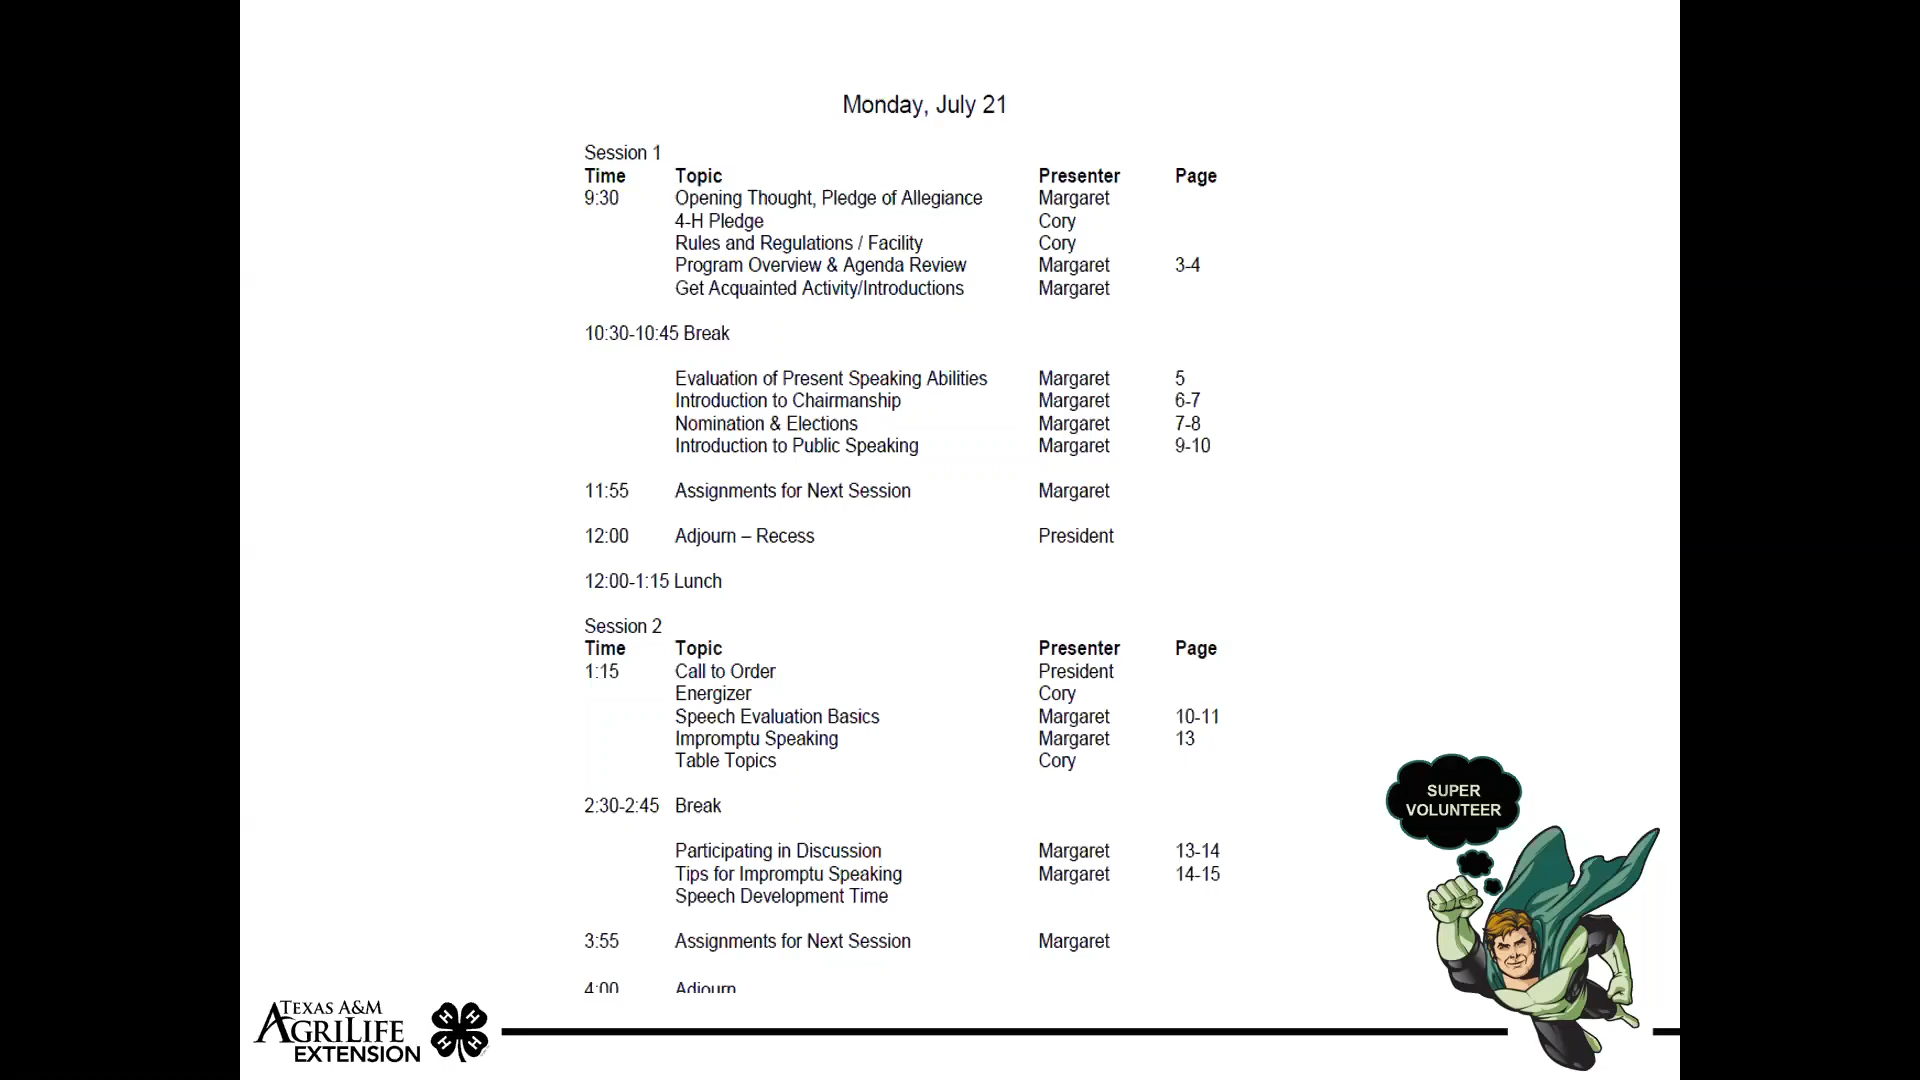 Monday, July 21
Session 1
Time Topic Presenter Page
9:30 Opening Thought, Pledge of Allegiance Margaret
4-H Pledge Cory
Rules and Regulations / Facility Cory
Program Overview & Agenda Review Margaret 3-4
Get Acquainted Activity/Introductions Margaret
10:30-10:45 Break
Evaluation of Present Speaking Abilities Margaret 5
Introduction to Chairmanship Margaret 6-7
Nomination & Elections Margaret 7-8
Introduction to Public Speaking Margaret 9-10
11:55 Assignments for Next Session Margaret
12:00 Adjourn – Recess President
12:00-1:15 Lunch
Session 2
Time Topic Presenter Page
1:15 Call to Order President
Energizer Cory
Speech Evaluation Basics Margaret 10-11
Impromptu Speaking Margaret 13
Table Topics Cory
2:30-2:45 Break
Participating in Discussion Margaret 13-14
Tips for Impromptu Speaking Margaret 14-15
Speech Development Time
3:55 Assignments for Next Session Margaret
4:00 Adjourn
SUPER
VOLUNTEER
TEXAS A&M
AGRILIFE
EXTENSION
H H
H H